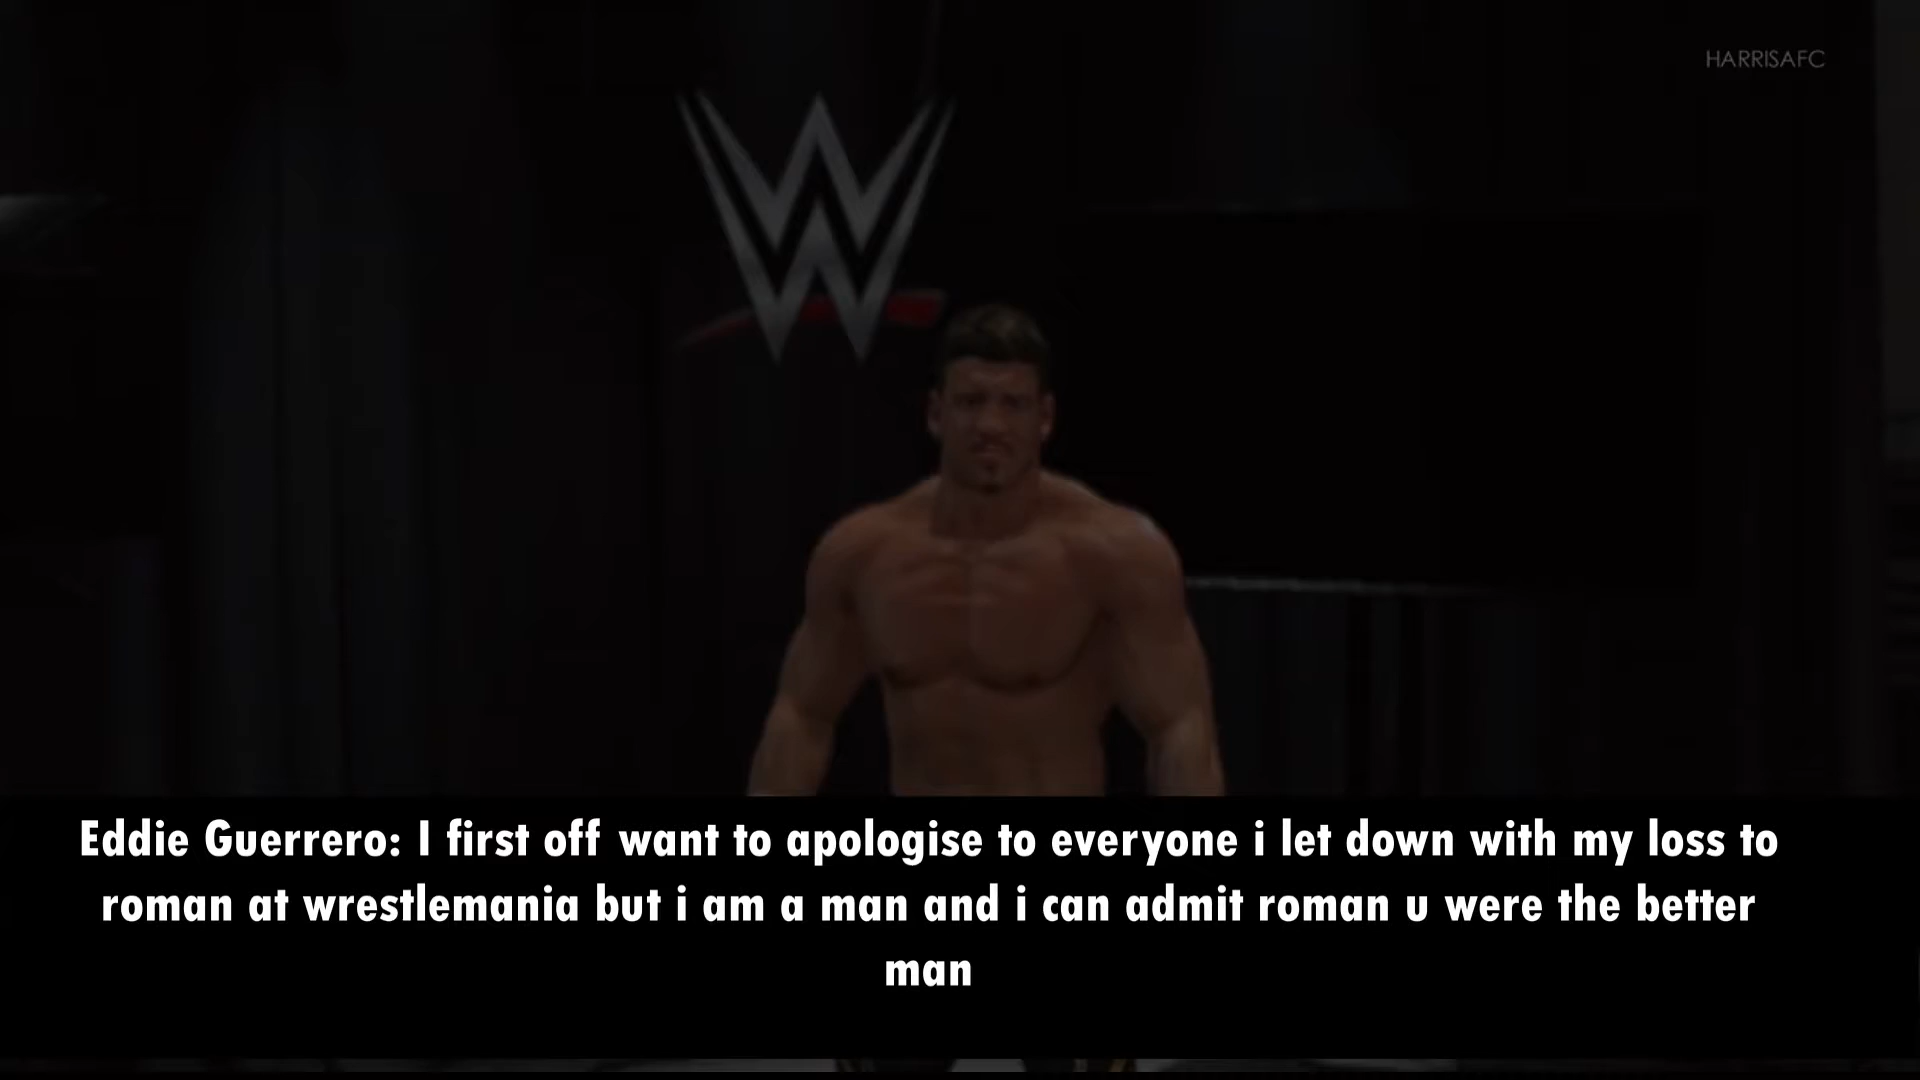 HARRISAFC
W
Eddie Guerrero: I first off want to apologise to everyone i let down with my loss to
roman at wrestlemania but i am a man and i can admit roman u were the better
man